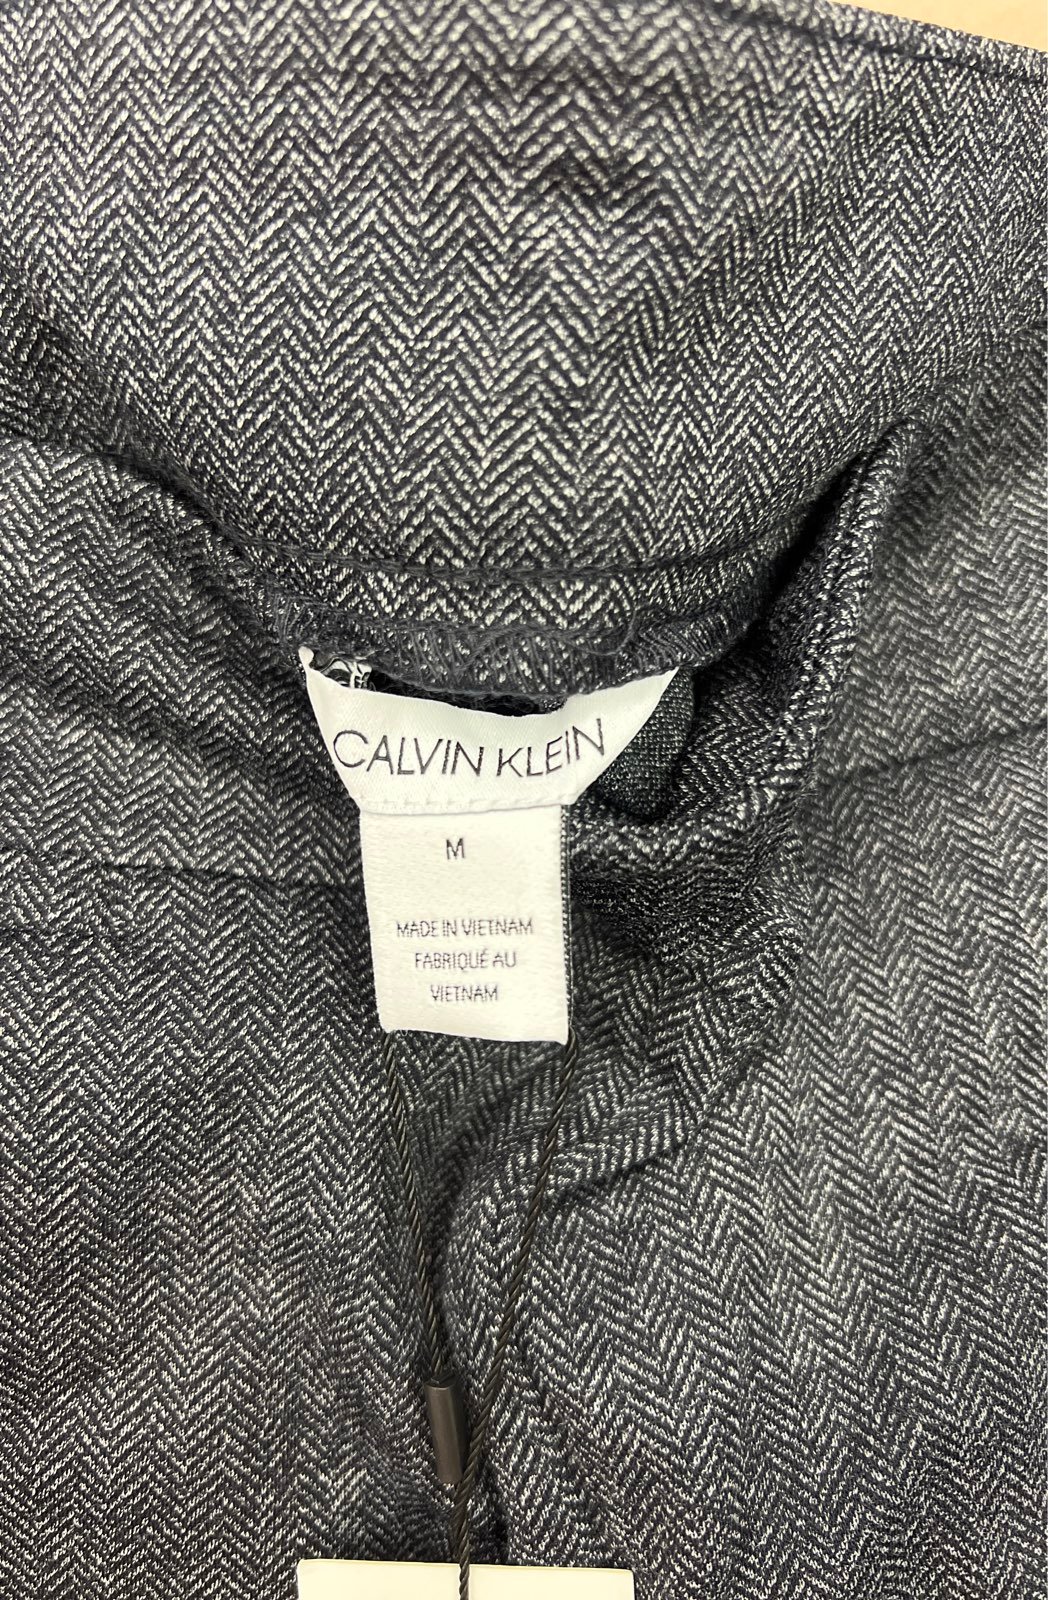 CALVIN KLEIN
M
MADE IN VIETNAM
FABRIQUÉ AU
VIETNAM